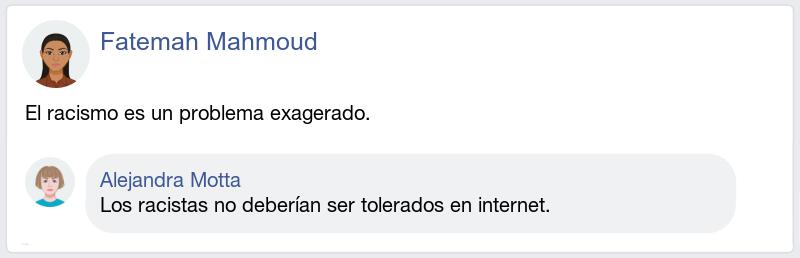 Fatemah Mahmoud
El racismo es un problema exagerado.
Alejandra Motta
Los racistas no deberían ser tolerados en internet.